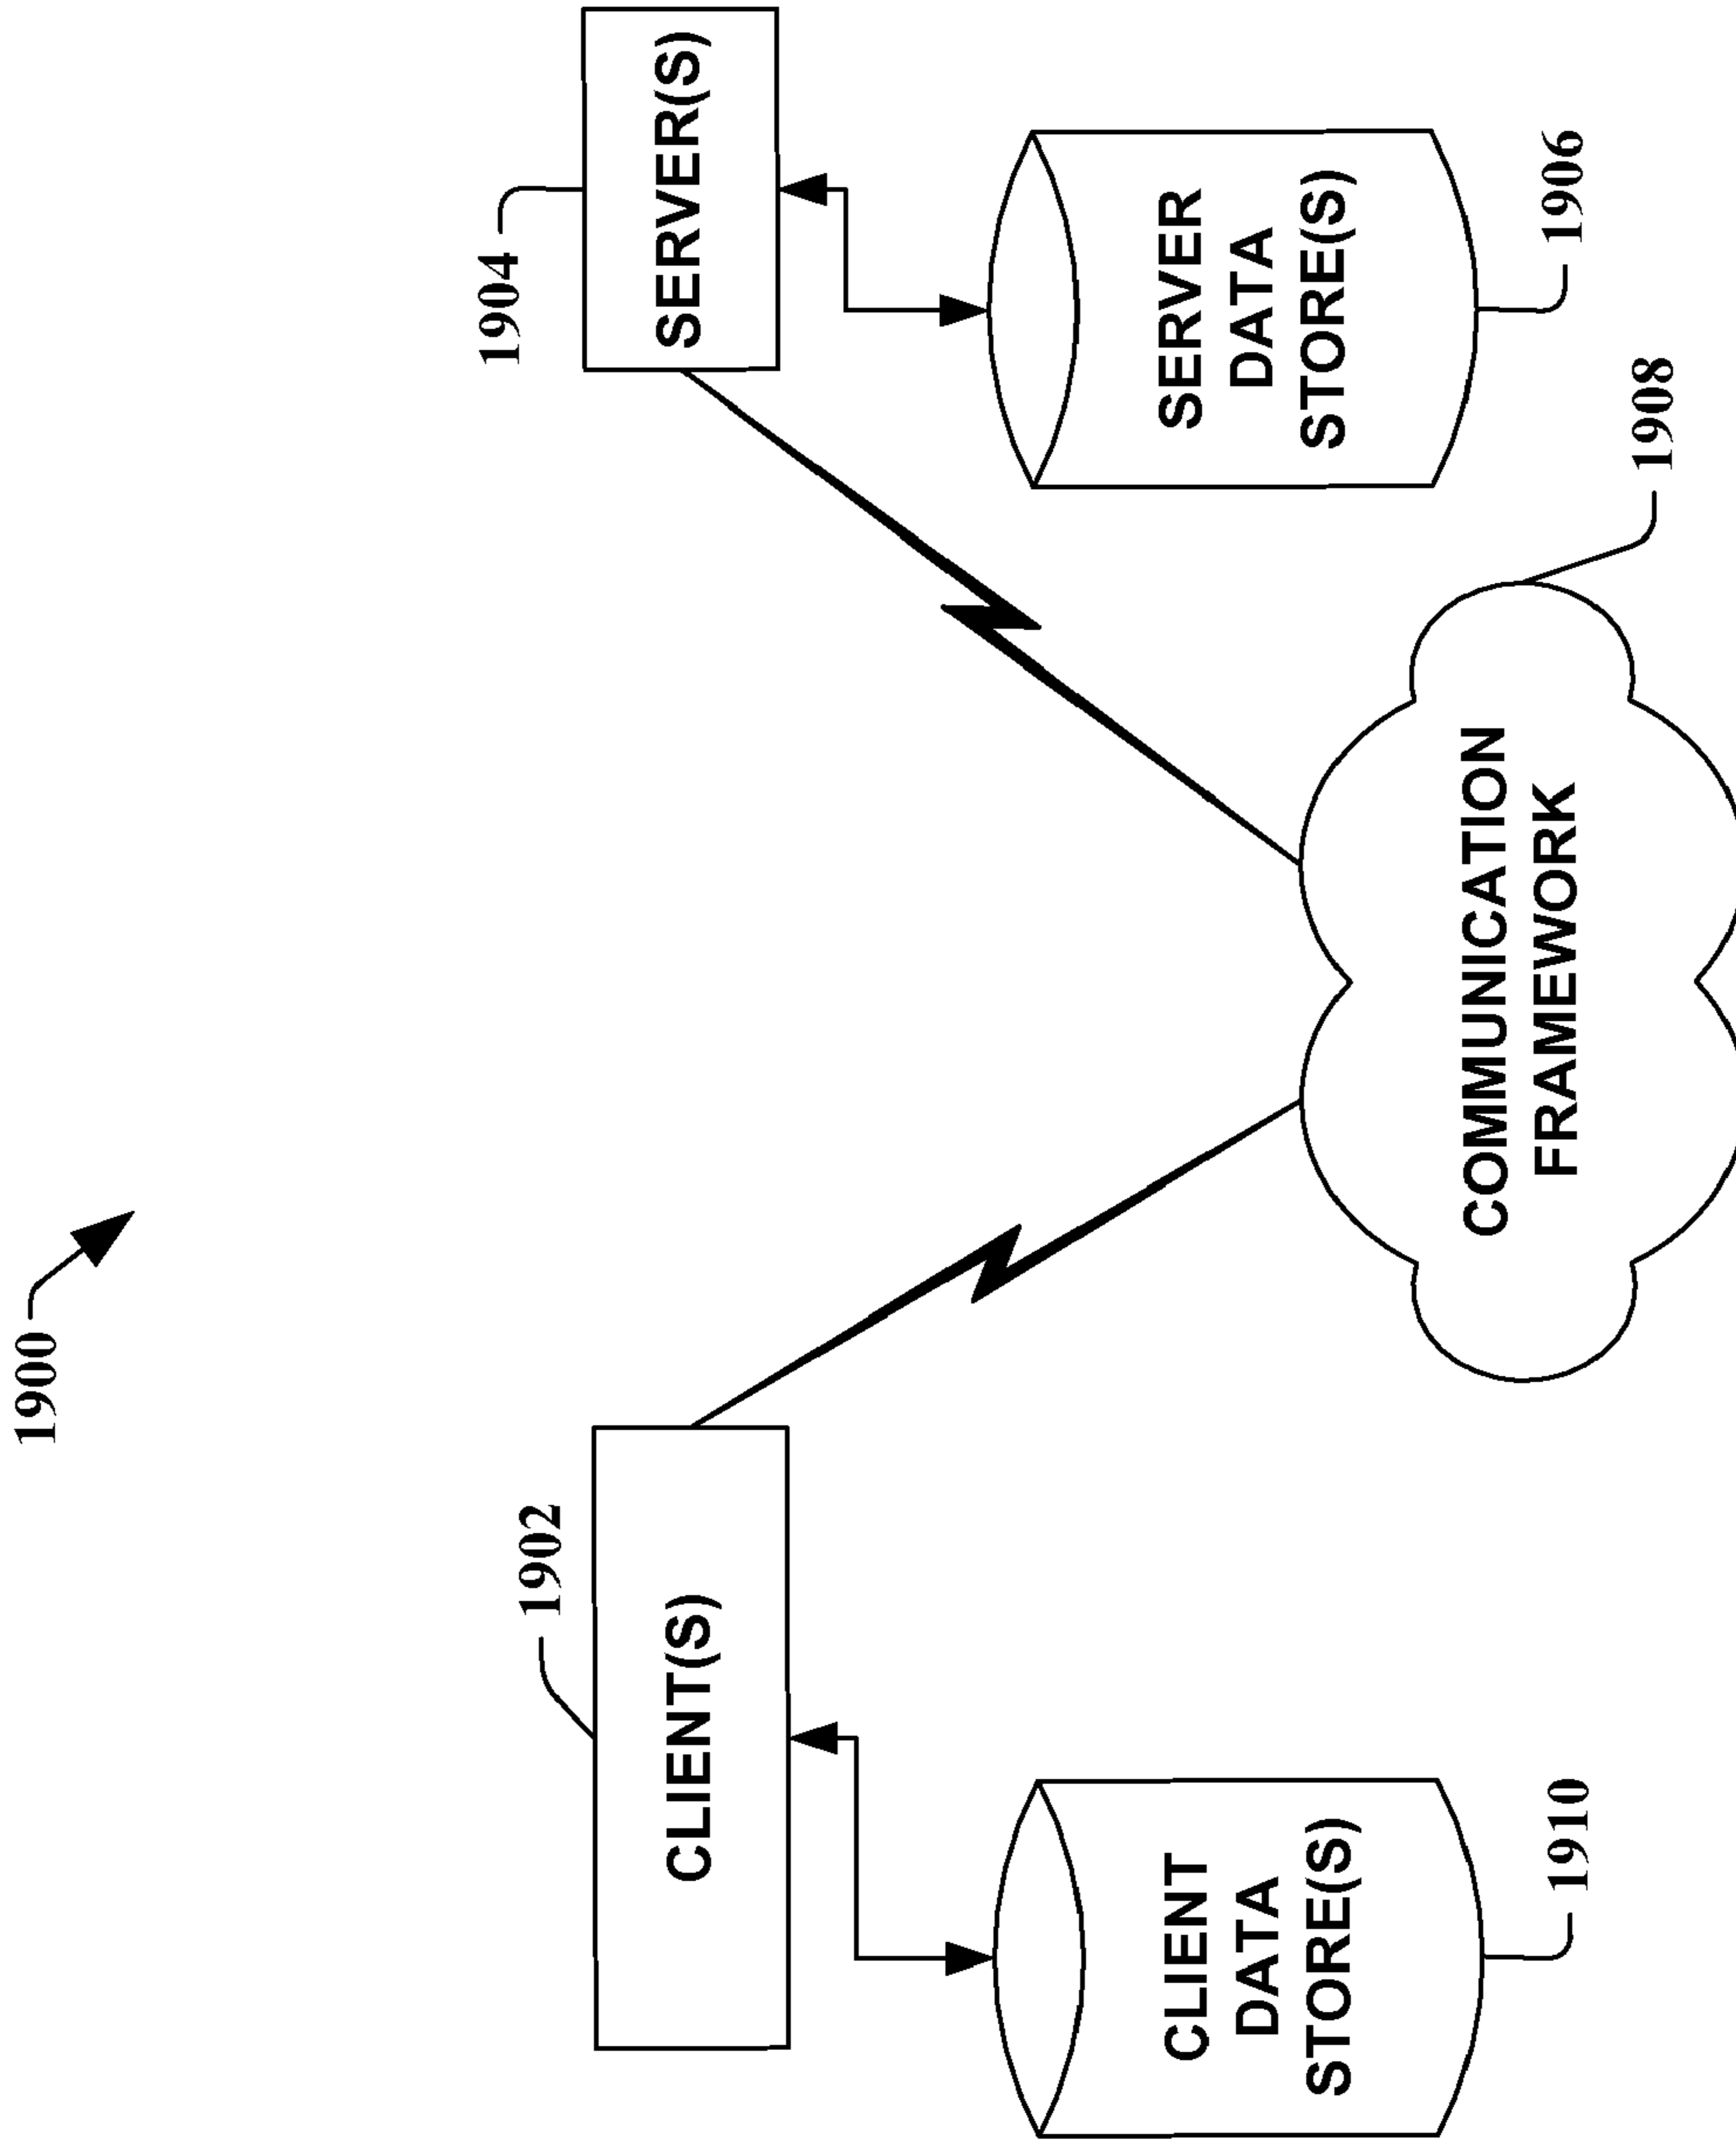 1900
1902
CLIENT(S)
1904
SERVER(S)
CLIENT
DATA
STORE(S)
1910
SERVER
DATA
STORE(S)
1906
COMMUNICATION
FRAMEWORK
1908